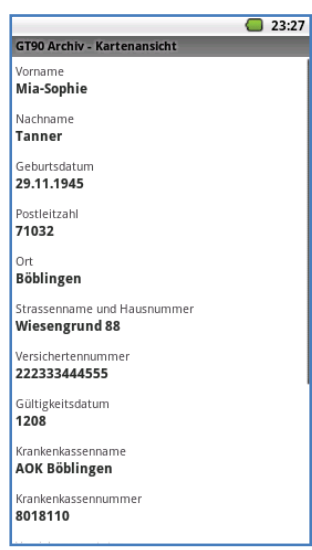 23:27
GT90 Archiv - Kartenansicht
Vorname
Mia-Sophie
Nachname
Tanner
Geburtsdatum
29.11.1945
Postleitzahl
71032
Ort
Böblingen
Strassenname und Hausnummer
Wiesengrund 88
Versichertennummer
222333444555
Gültigkeitsdatum
1208
Krankenkassenname
AOK Böblingen
Krankenkassennummer
8018110